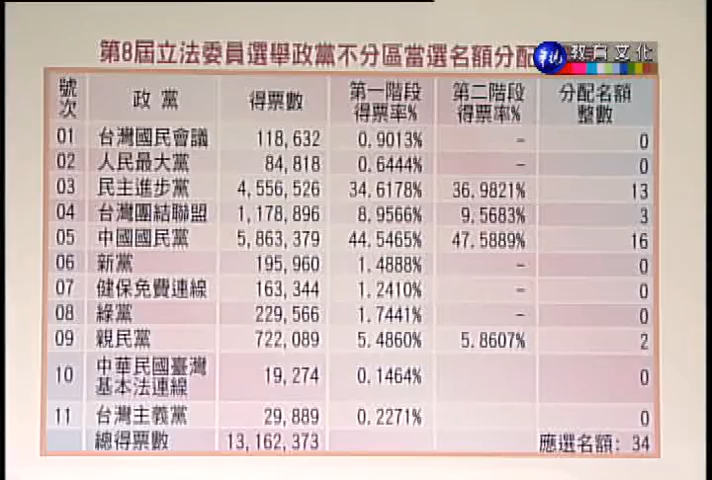 第8屆立法委員選舉政黨不分區當選名額分配
華視 教育文化
號次 政黨 得票數 第一階段得票率% 第二階段得票率% 分配名額整數
01 台灣國民會議 118,632 0.9013% - 0
02 人民最大黨 84,818 0.6444% - 0
03 民主進步黨 4,556,526 34.6178% 36.9821% 13
04 台灣團結聯盟 1,178,896 8.9566% 9.5683% 3
05 中國國民黨 5,863,379 44.5465% 47.5889% 16
06 新黨 195,960 1.4888% - 0
07 健保免費連線 163,344 1.2410% - 0
08 綠黨 229,566 1.7441% - 0
09 親民黨 722,089 5.4860% 5.8607% 2
10 中華民國臺灣基本法連線 19,274 0.1464% 0
11 台灣主義黨 29,889 0.2271% 0
總得票數 13,162,373 應選名額: 34